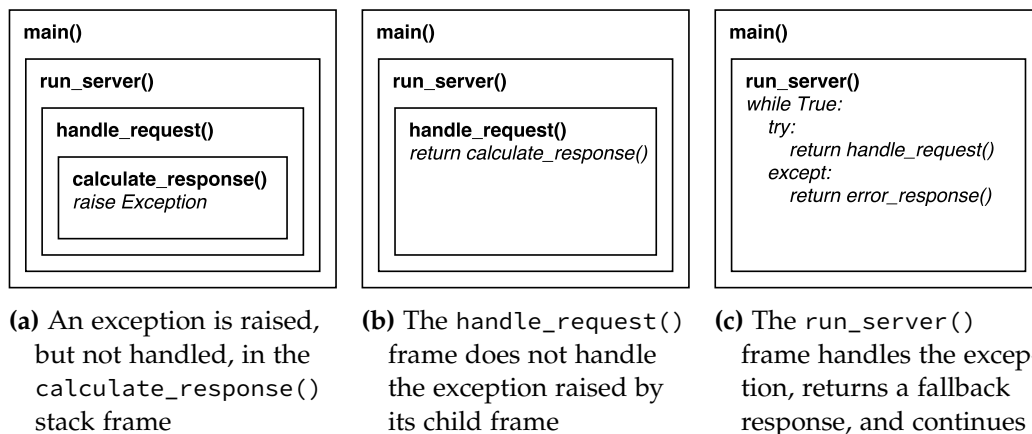 main()
run_server()
handle_request()
calculate_response()
raise Exception
(a) An exception is raised,
but not handled, in the
calculate_response()
stack frame
main()
run_server()
handle_request()
return calculate_response()
(b) The handle_request()
frame does not handle
the exception raised by
its child frame
main()
run_server()
while True:
try:
return handle_request()
except:
return error_response()
(c) The run_server()
frame handles the excep-
tion, returns a fallback
response, and continues